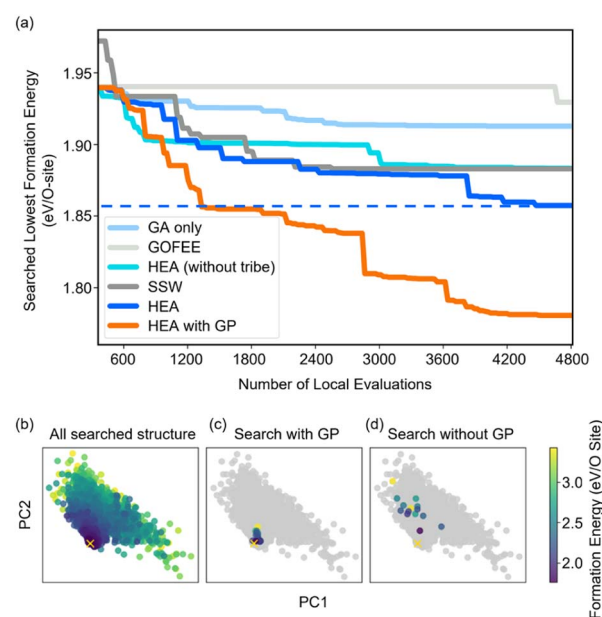 (a)
Searched Lowest Formation Energy
(eV/O-site)
1.95
1.90
1.85
1.80
GA only
GOFEE
HEA (without tribe)
SSW
HEA
HEA with GP
600 1200 1800 2400 3000 3600 4200 4800
Number of Local Evaluations
(b) All searched structure
(c) Search with GP
(d) Search without GP
PC2
PC1
3.0
2.5
2.0
Formation Energy (eV/O Site)